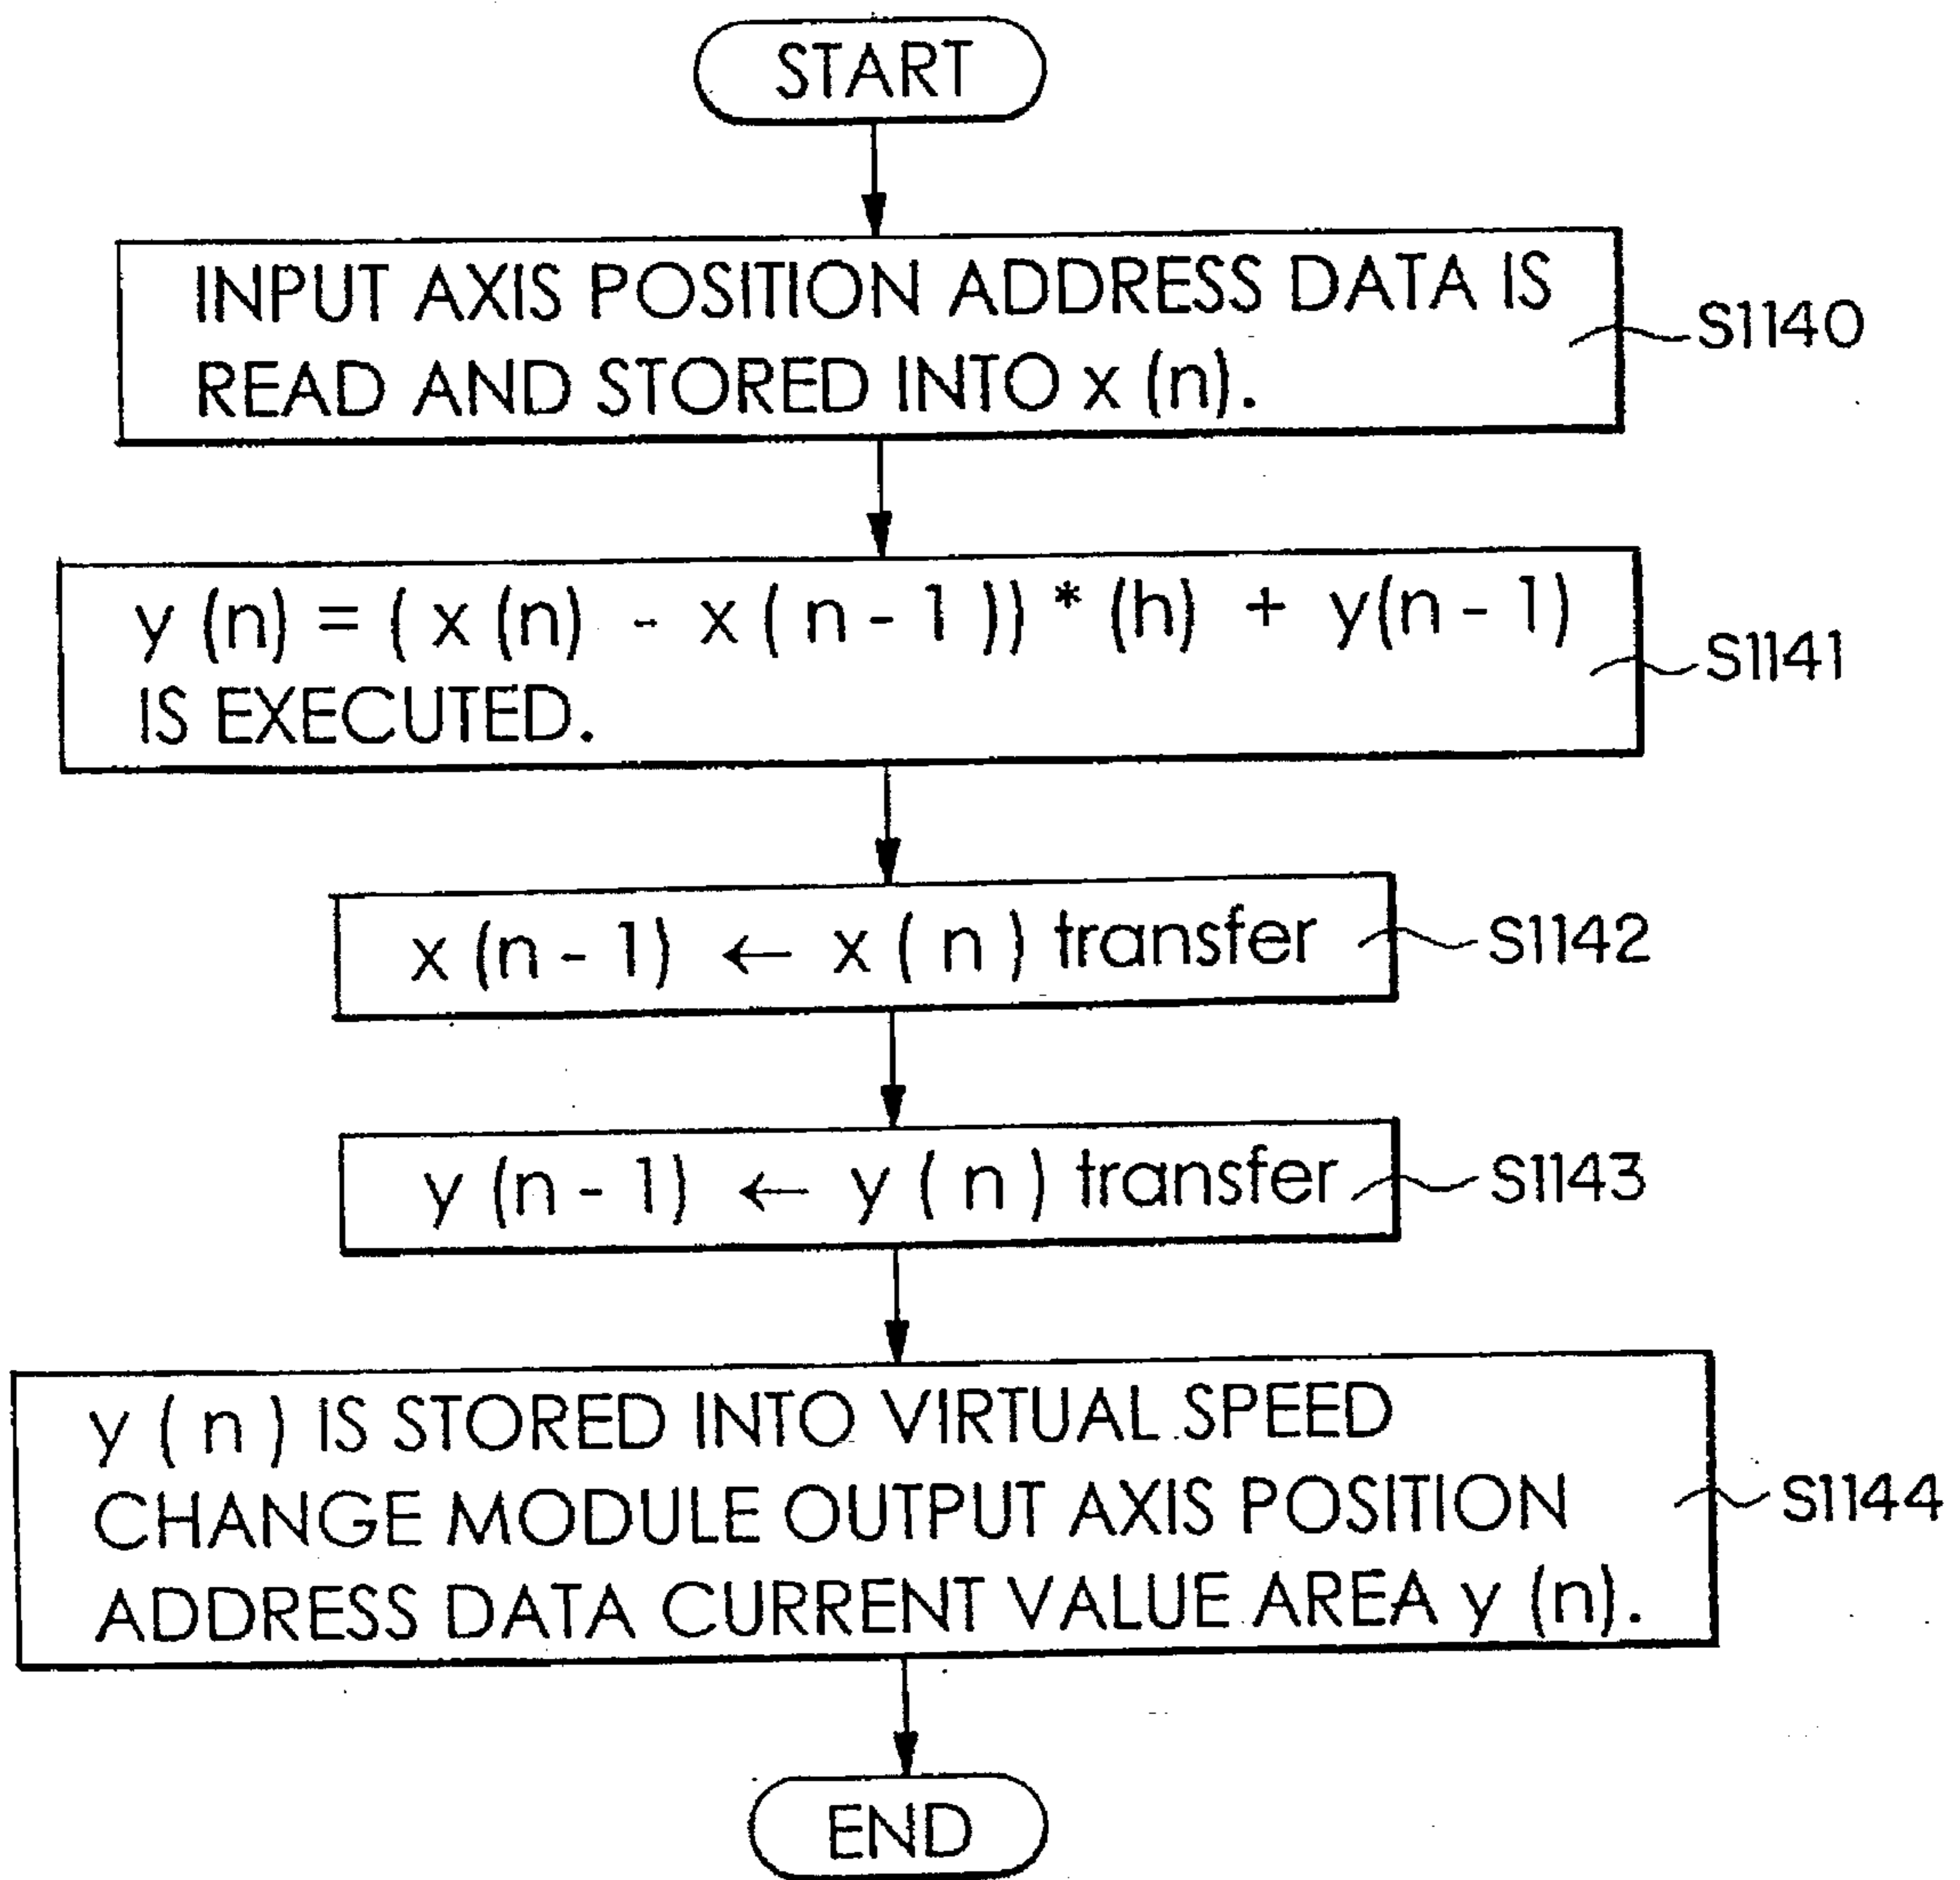 START
INPUT AXIS POSITION ADDRESS DATA IS
READ AND STORED INTO x (n).
S1140
y (n) = ( x (n) - x ( n - 1 )) * (h) + y(n - 1)
IS EXECUTED.
S1141
x (n - 1) ← x ( n ) transfer
S1142
y (n - 1) ← y ( n ) transfer
S1143
y ( n ) IS STORED INTO VIRTUAL SPEED
CHANGE MODULE OUTPUT AXIS POSITION
ADDRESS DATA CURRENT VALUE AREA y (n).
S1144
END